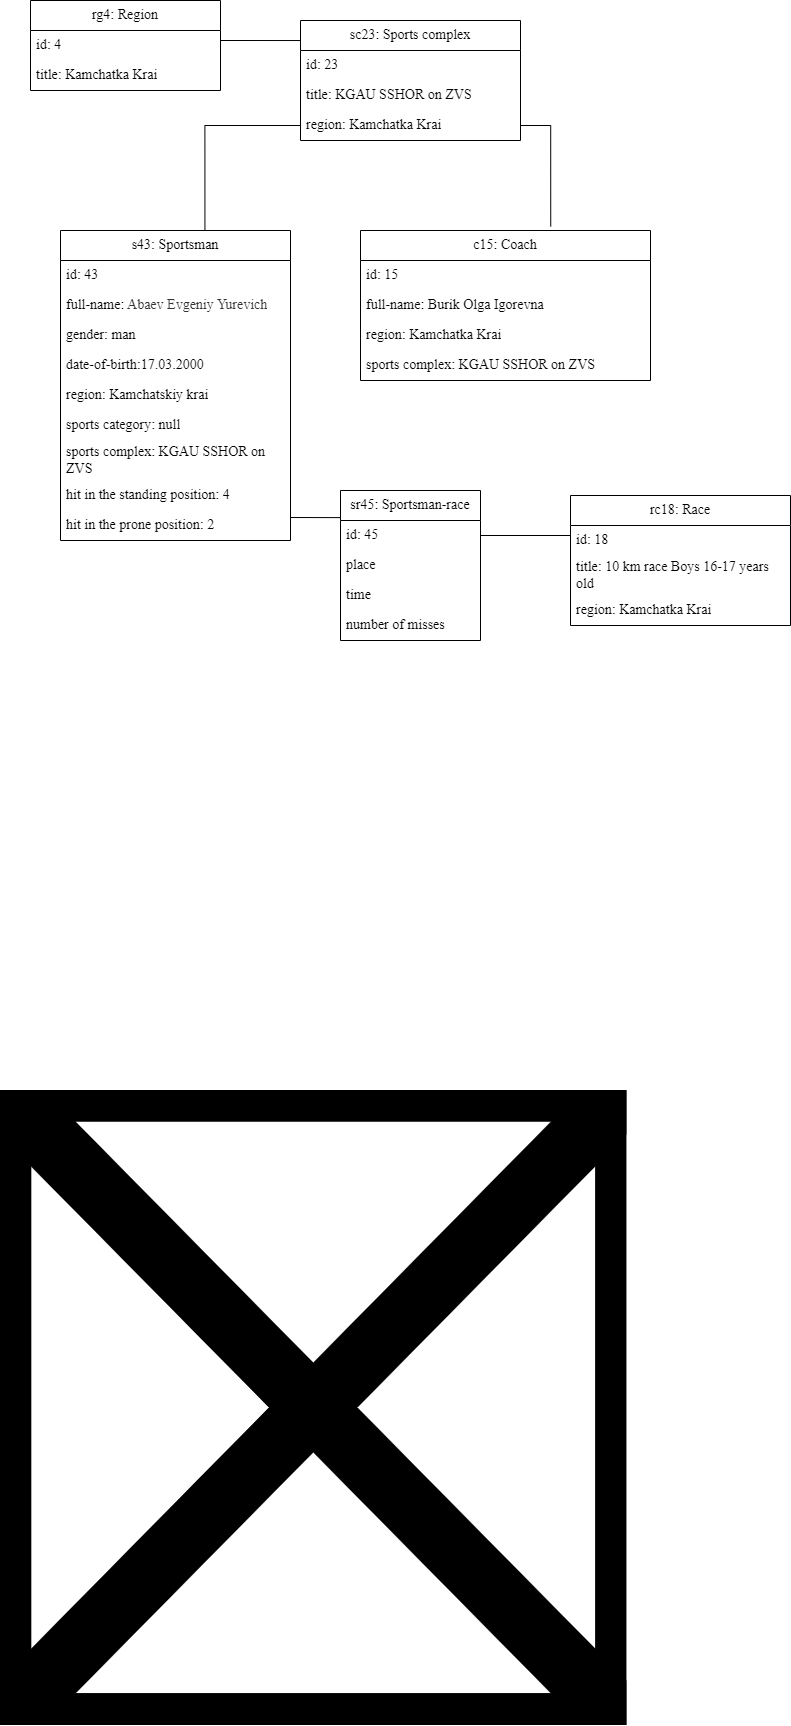 rg4: Region
id: 4
title: Kamchatka Krai
sc23: Sports complex
id: 23
title: KGAU SSHOR on ZVS
region: Kamchatka Krai
s43: Sportsman
id: 43
full-name: Abaev Evgeniy Yurevich
gender: man
date-of-birth:17.03.2000
region: Kamchatskiy krai
sports category: null
sports complex: KGAU SSHOR on
ZVS
hit in the standing position: 4
hit in the prone position: 2
c15: Coach
id: 15
full-name: Burik Olga Igorevna
region: Kamchatka Krai
sports complex: KGAU SSHOR on ZVS
sr45: Sportsman-race
id: 45
place
time
number of misses
rc18: Race
id: 18
title: 10 km race Boys 16-17 years
old
region: Kamchatka Krai